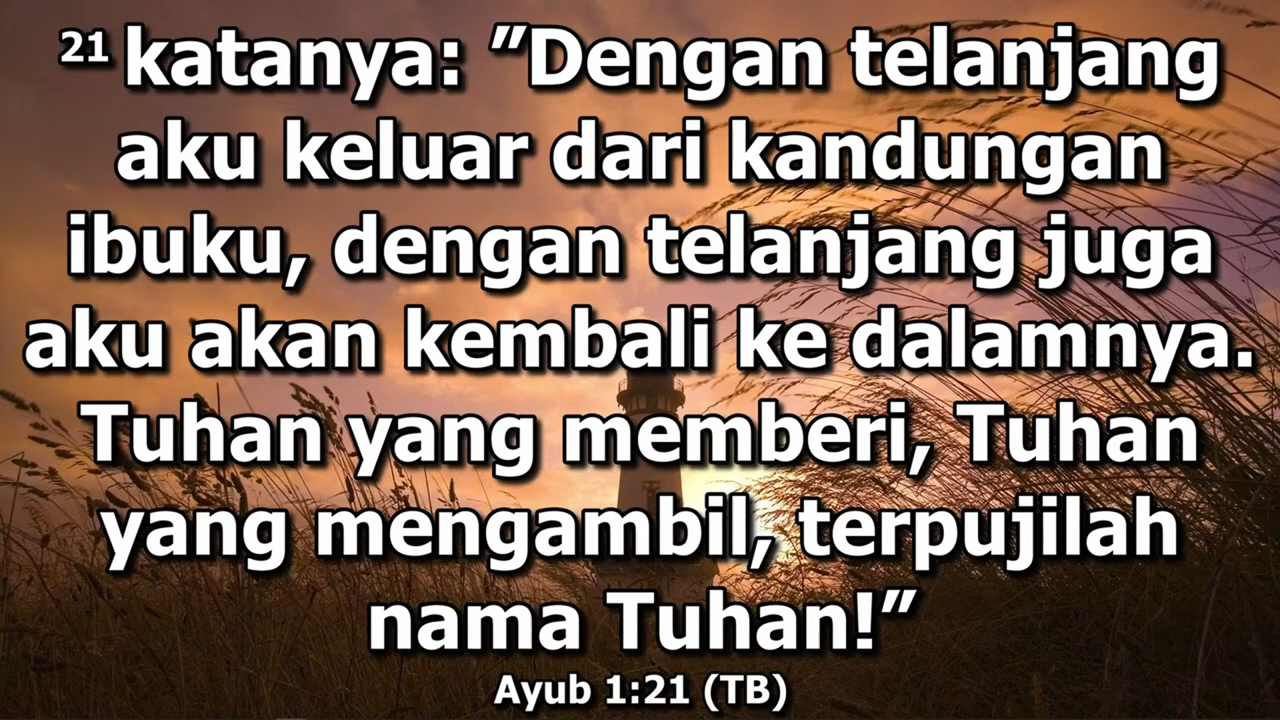 21 katanya: ”Dengan telanjang
aku keluar dari kandungan
ibuku, dengan telanjang juga
aku akan kembali ke dalamnya.
Tuhan yang memberi, Tuhan
yang mengambil, terpujilah
nama Tuhan!”
Ayub 1:21 (TB)